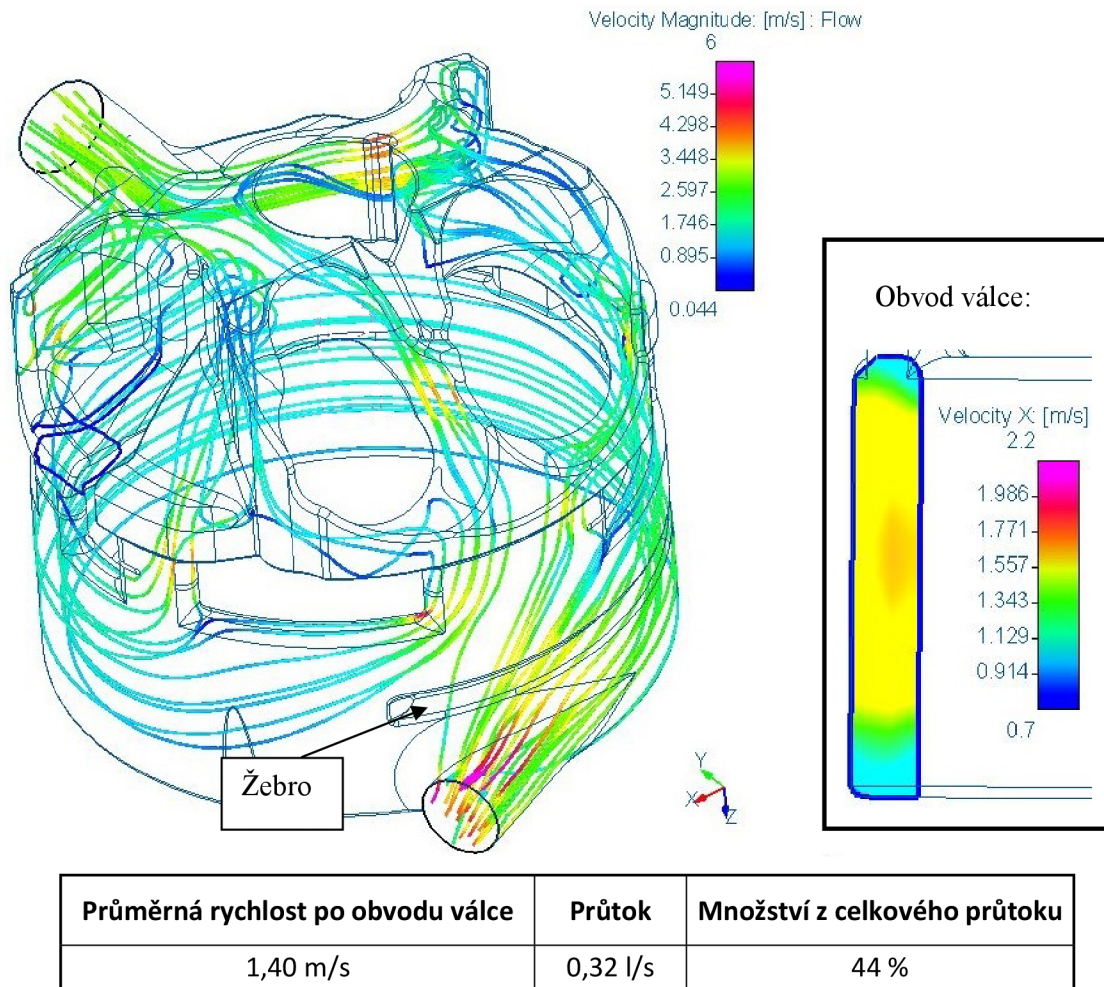 Velocity Magnitude: [m/s] : Flow
6
5.149
4.298
3.448
2.597
1.746
0.895
0.044
Obvod válce:
Velocity X: [m/s]
2.2
1.986
1.771
1.557
1.343
1.129
0.914
0.7
Žebro
Y
X
Z
Průměrná rychlost po obvodu válce Průtok Množství z celkového průtoku
1,40 m/s 0,32 l/s 44 %